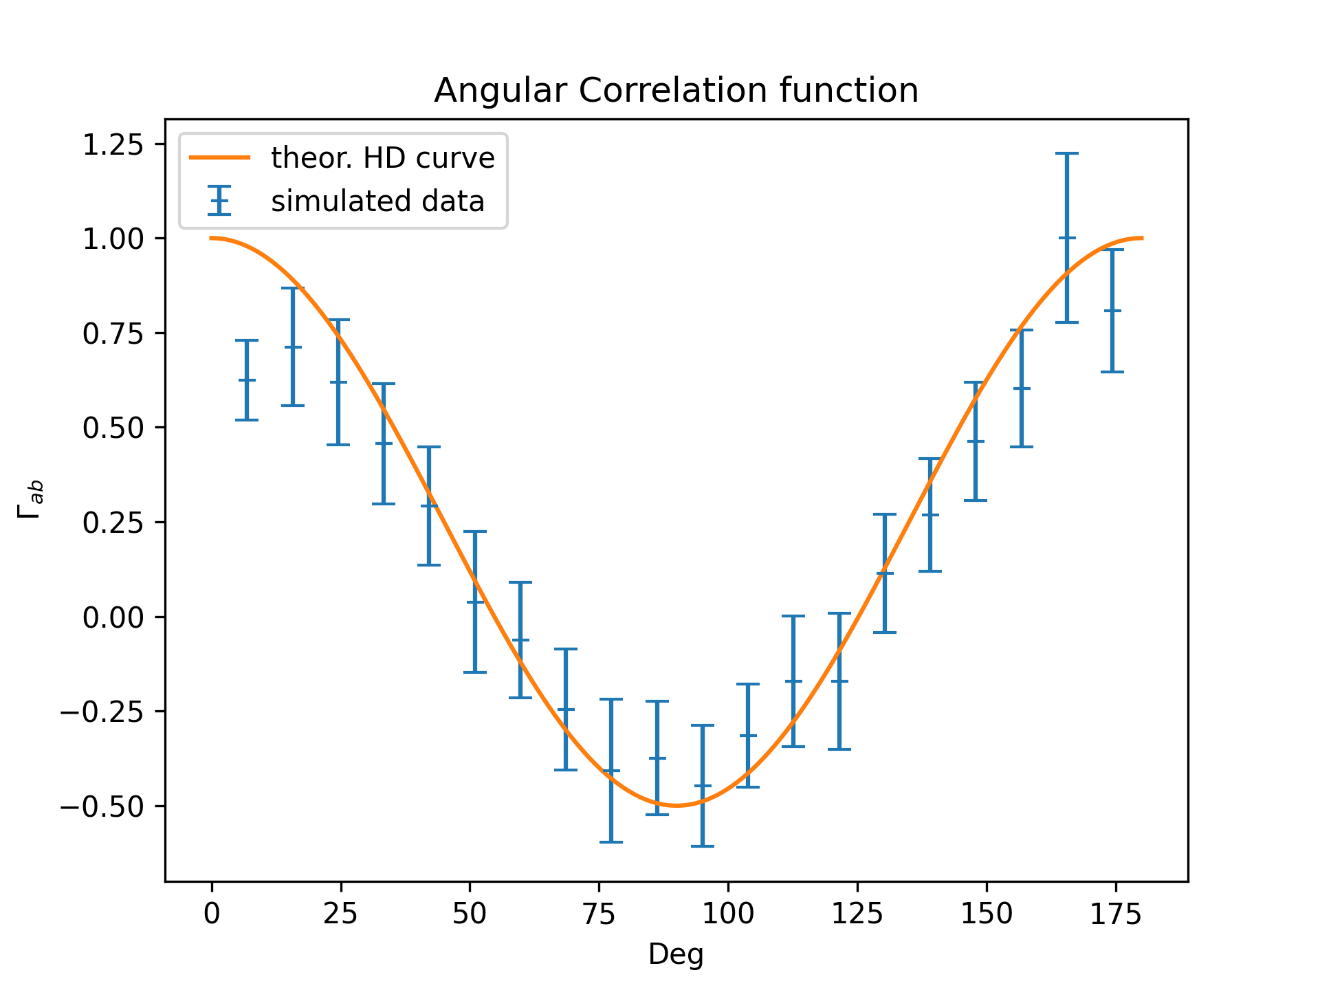 Angular Correlation function
theor. HD curve
simulated data
1.25
1.00
0.75
0.50
0.25
0.00
−0.25
−0.50
Γab
0 25 50 75 100 125 150 175
Deg